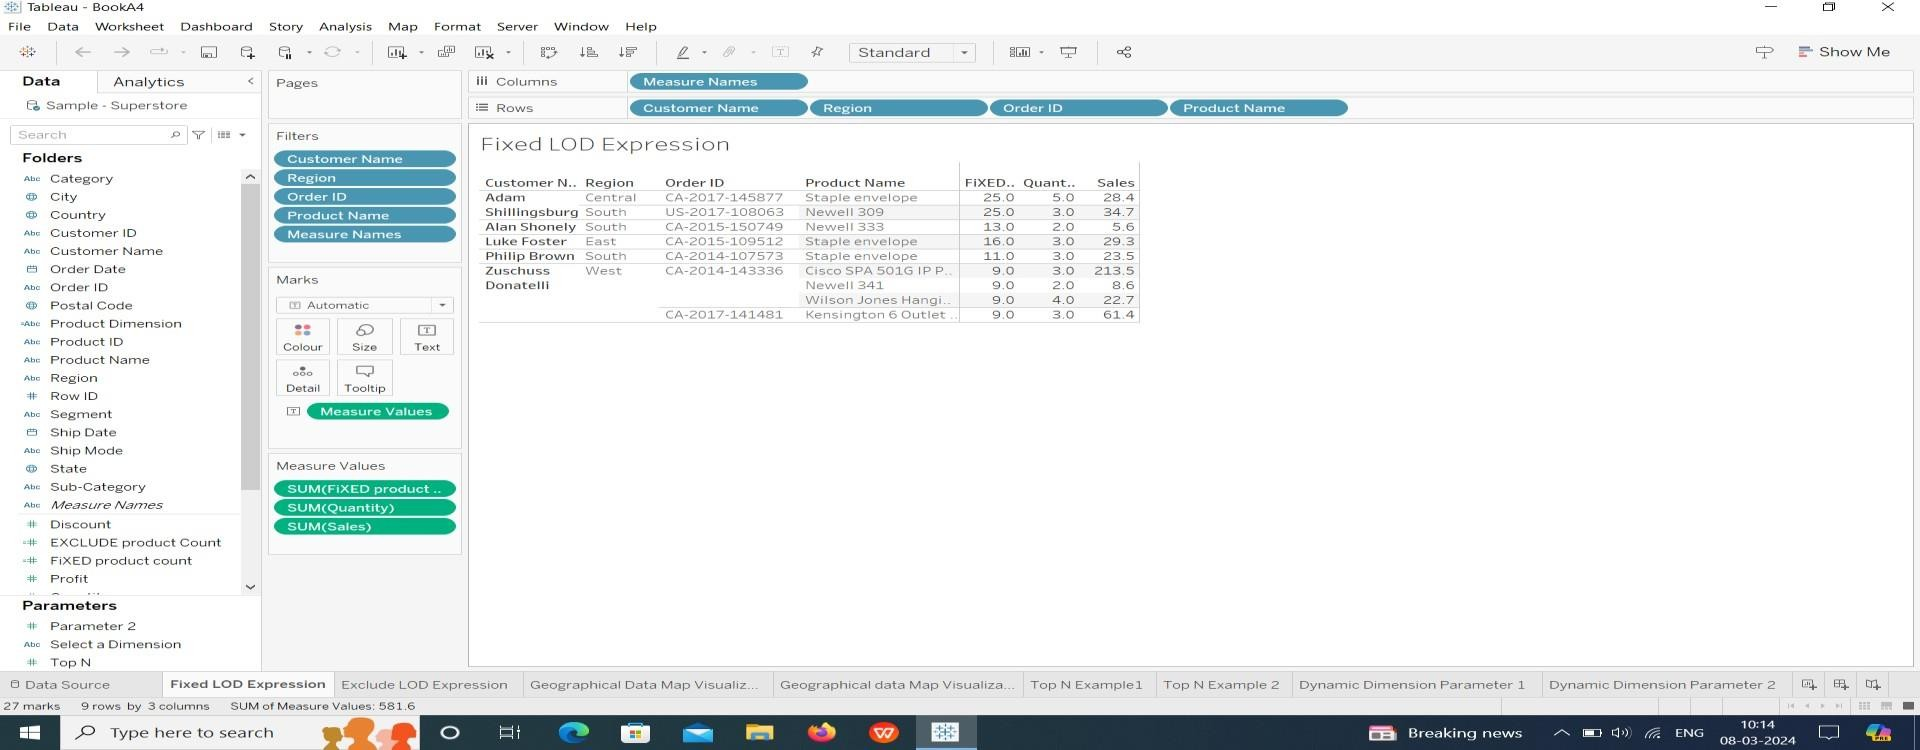 Tableau - BookA4
File Data Worksheet Dashboard Story Analysis Map Format Server Window Help
Standard
Show Me
Data Analytics
Sample - Superstore
Search
Folders
Abc Category
City
Country
Abc Customer ID
Abc Customer Name
Order Date
Abc Order ID
Postal Code
=Abc Product Dimension
Abc Product ID
Abc Product Name
Abc Region
# Row ID
Abc Segment
Ship Date
Abc Ship Mode
State
Abc Sub-Category
Abc Measure Names
# Discount
=# EXCLUDE product Count
=# FiXED product count
# Profit
Parameters
# Parameter 2
Abc Select a Dimension
# Top N
Pages
Filters
Customer Name
Region
Order ID
Product Name
Measure Names
Marks
Automatic
Colour Size Text
Detail Tooltip
Measure Values
Measure Values
SUM(FiXED product ..
SUM(Quantity)
SUM(Sales)
Columns Measure Names
Rows Customer Name Region Order ID Product Name
Fixed LOD Expression
Customer N.. Region Order ID Product Name FiXED.. Quant.. Sales
Adam Central CA-2017-145877 Staple envelope 25.0 5.0 28.4
Shillingsburg South US-2017-108063 Newell 309 25.0 3.0 34.7
Alan Shonely South CA-2015-150749 Newell 333 13.0 2.0 5.6
Luke Foster East CA-2015-109512 Staple envelope 16.0 3.0 29.3
Philip Brown South CA-2014-107573 Staple envelope 11.0 3.0 23.5
Zuschuss West CA-2014-143336 Cisco SPA 501G IP P.. 9.0 3.0 213.5
Donatelli Newell 341 9.0 2.0 8.6
Wilson Jones Hangi.. 9.0 4.0 22.7
CA-2017-141481 Kensington 6 Outlet .. 9.0 3.0 61.4
Data Source Fixed LOD Expression Exclude LOD Expression Geographical Data Map Visualiz... Geographical data Map Visualiza... Top N Example1 Top N Example 2 Dynamic Dimension Parameter 1 Dynamic Dimension Parameter 2
27 marks 9 rows by 3 columns SUM of Measure Values: 581.6
Type here to search
Breaking news
ENG
10:14
08-03-2024
PRE